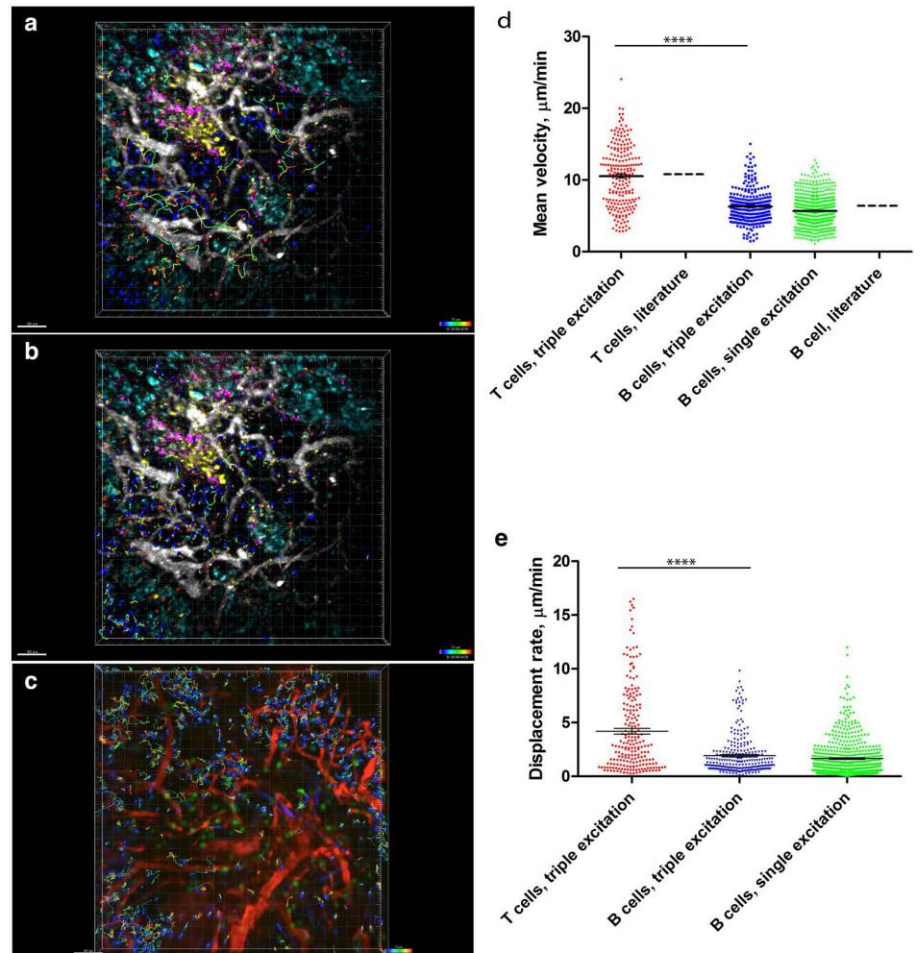 a
b
c
d
****
30
20
10
0
Mean velocity, μm/min
T cells, triple excitation
T cells, literature
B cells, triple excitation
B cells, single excitation
B cell, literature
e
****
20
15
10
5
0
Displacement rate, μm/min
T cells, triple excitation
B cells, triple excitation
B cells, single excitation